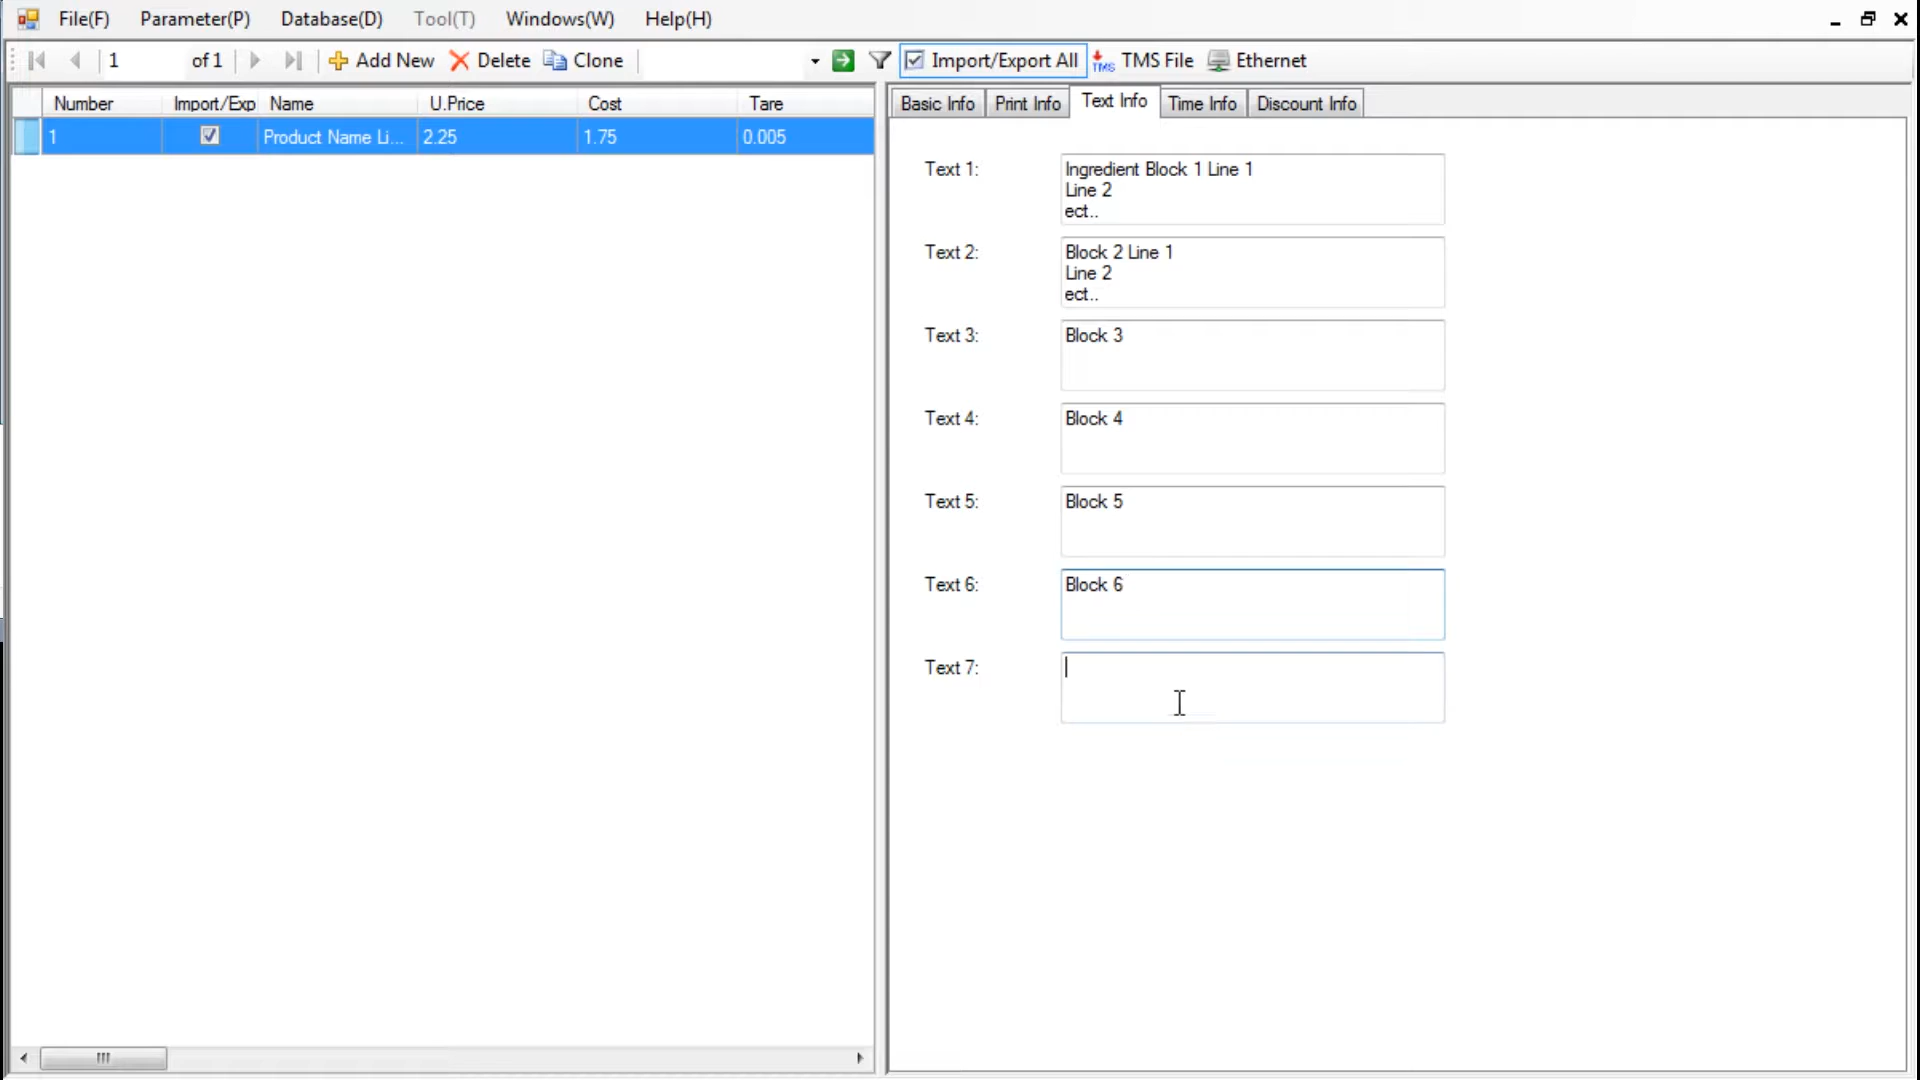 File(F) Parameter(P) Database(D) Tool(T) Windows(W) Help(H)
1 of 1 Add New Delete Clone Import/Export All TMS TMS File Ethernet
Number Import/Exp Name U.Price Cost Tare
1 Product Name Li... 2.25 1.75 0.005
Basic Info Print Info Text Info Time Info Discount Info
Text 1: Ingredient Block 1 Line 1
Line 2
ect..
Text 2: Block 2 Line 1
Line 2
ect..
Text 3: Block 3
Text 4: Block 4
Text 5: Block 5
Text 6: Block 6
Text 7: